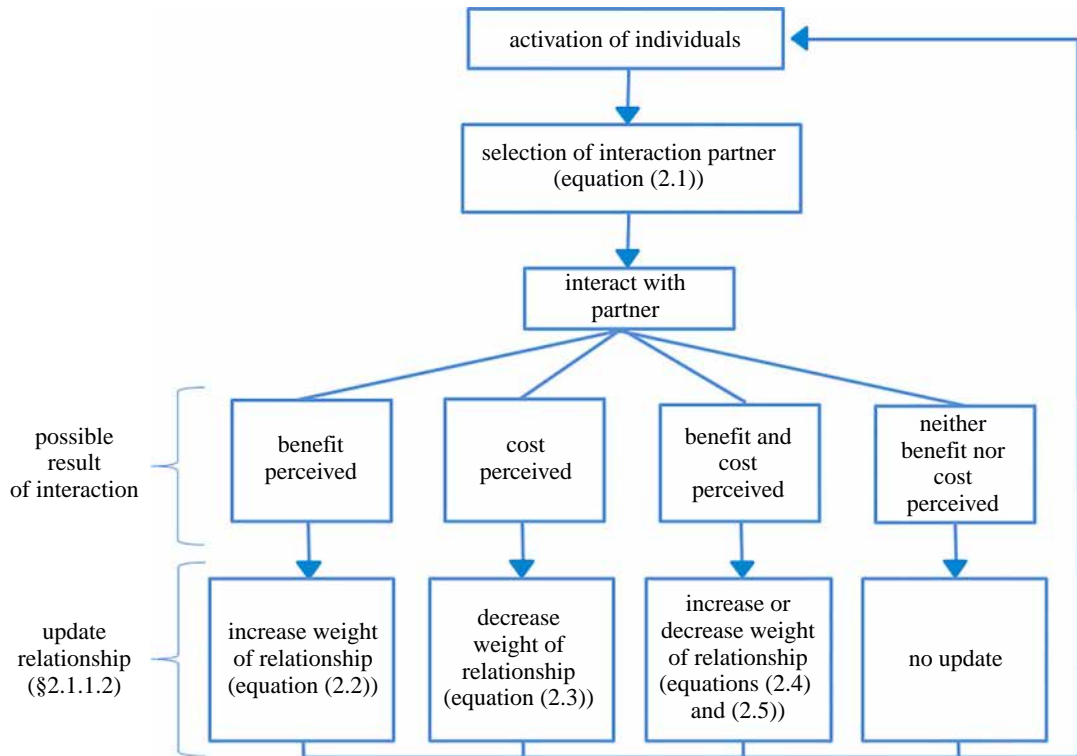 activation of individuals
selection of interaction partner
(equation (2.1))
interact with
partner
possible
result
of interaction
benefit
perceived
cost
perceived
benefit and
cost
perceived
neither
benefit nor
cost
perceived
update
relationship
(§2.1.1.2)
increase weight
of relationship
(equation (2.2))
decrease
weight of
relationship
(equation (2.3))
increase or
decrease weight
of relationship
(equations (2.4)
and (2.5))
no update